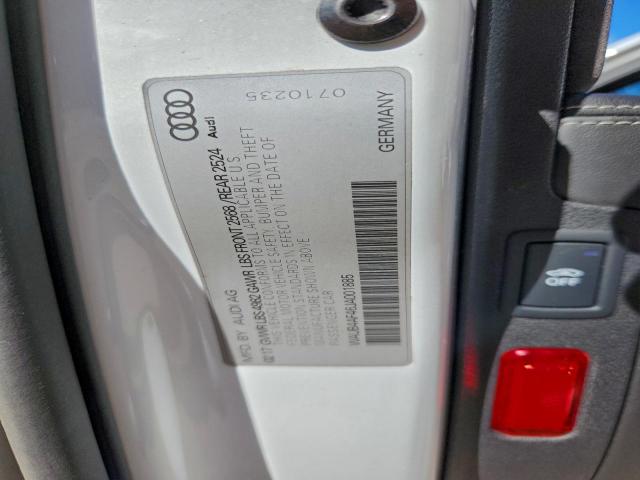 Audi
0710235
MFD. BY AUDI AG
02/17 GVWR LBS 4982 GAWR LBS FRONT 2568 / REAR 2524
THIS VEHICLE CONFORMS TO ALL APPLICABLE U.S.
FEDERAL MOTOR VEHICLE SAFETY, BUMPER AND THEFT
PREVENTION STANDARDS IN EFFECT ON THE DATE OF
MANUFACTURE SHOWN ABOVE
PASSENGER CAR
WAUB4AF46JA001885
GERMANY
OFF